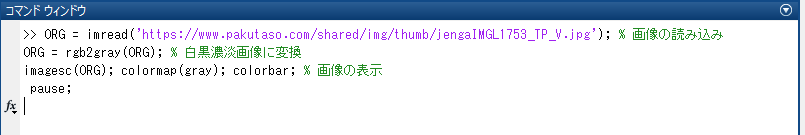 コマンド ウィンドウ
>> ORG = imread('https://www.pakutaso.com/shared/img/thumb/jengaIMGL1753_TP_V.jpg'); % 画像の読み込み
ORG = rgb2gray(ORG); % 白黒濃淡画像に変換
imagesc(ORG); colormap(gray); colorbar; % 画像の表示
pause;
fx